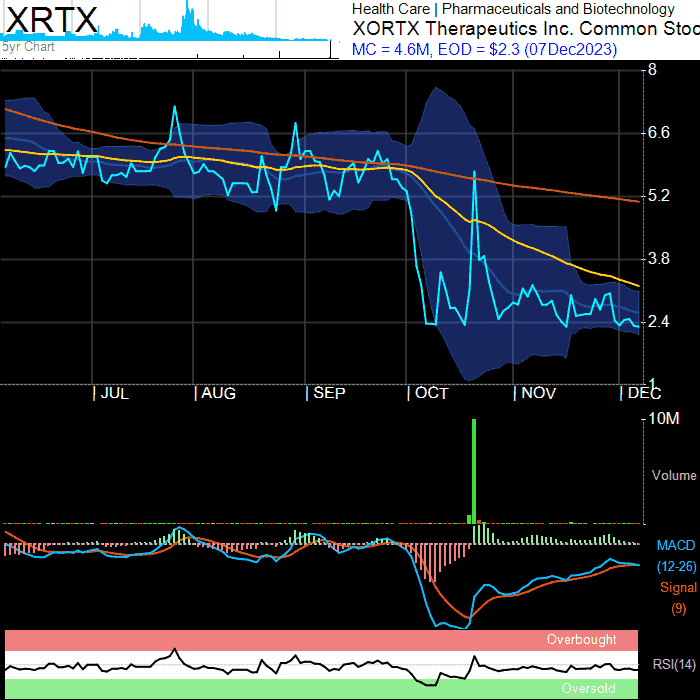 XRTX
5yr Chart
Health Care | Pharmaceuticals and Biotechnology
XORTX Therapeutics Inc. Common Stoc
MC = 4.6M, EOD = $2.3 (07Dec2023)
8
6.6
5.2
3.8
2.4
1
| JUL | AUG | SEP | OCT | NOV | DEC
10M
Volume
MACD
(12-26)
Signal
(9)
Overbought
RSI(14)
Oversold